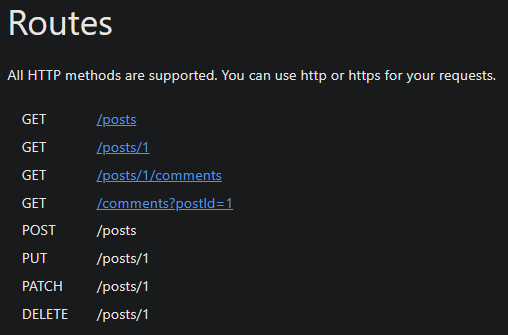 Routes
All HTTP methods are supported. You can use http or https for your requests.
GET /posts
GET /posts/1
GET /posts/1/comments
GET /comments?postId=1
POST /posts
PUT /posts/1
PATCH /posts/1
DELETE /posts/1